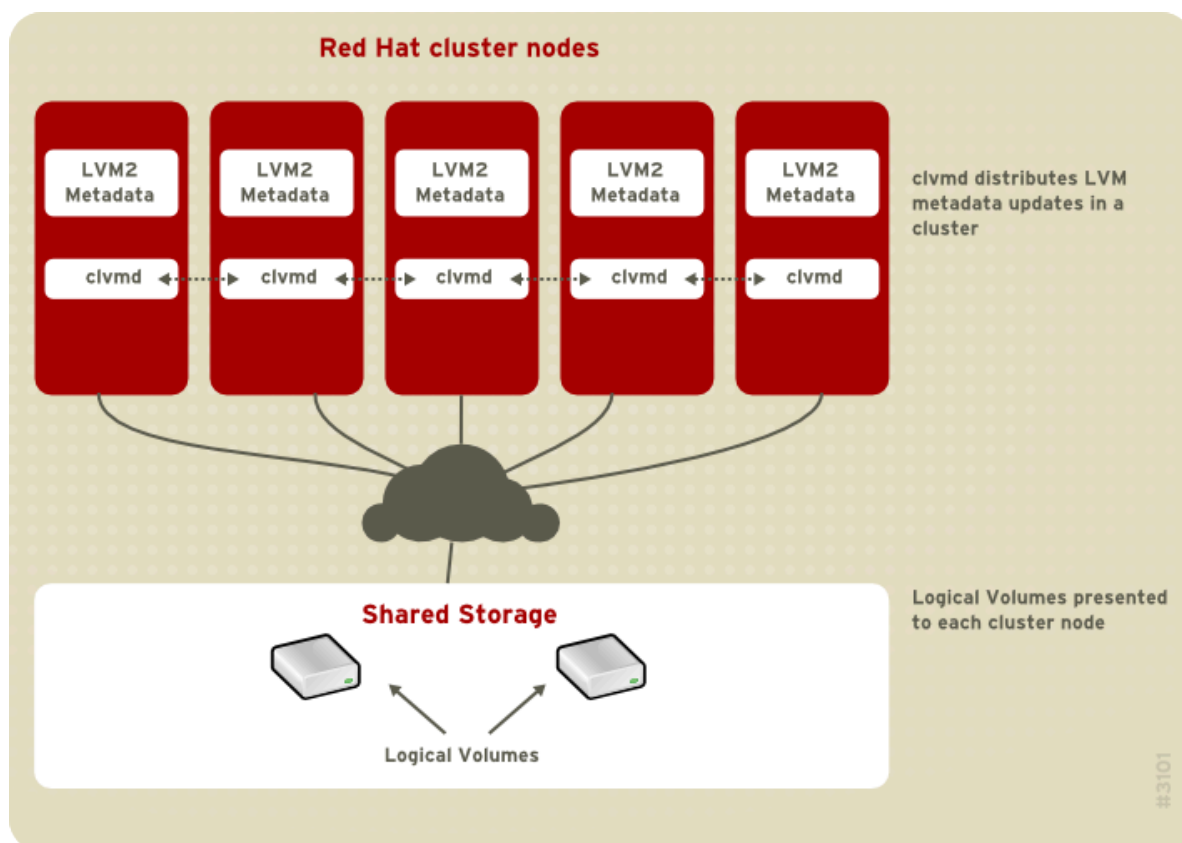 Red Hat cluster nodes
LVM2
Metadata
LVM2
Metadata
LVM2
Metadata
LVM2
Metadata
LVM2
Metadata
clvmd distributes LVM
metadata updates in a
cluster
clvmd
clvmd
clvmd
clvmd
clvmd
Shared Storage
Logical Volumes presented
to each cluster node
Logical Volumes
#3101